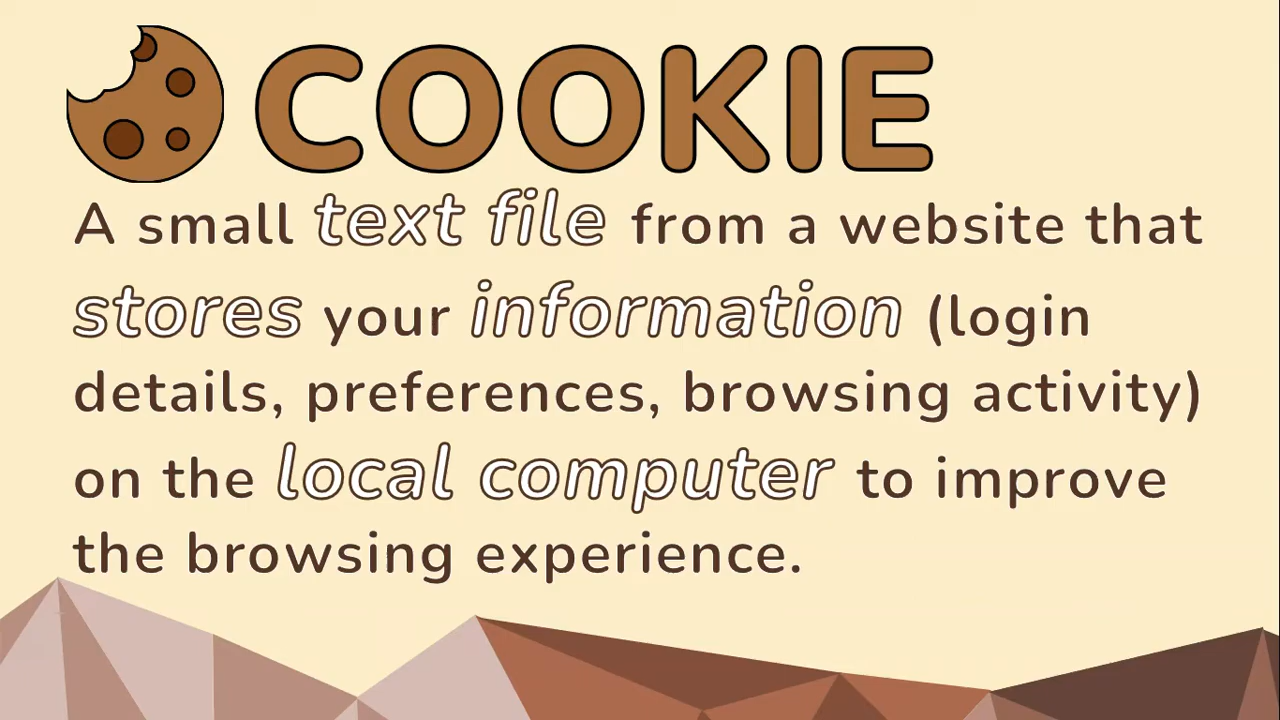 COOKIE
A small text file from a website that
stores your information (login
details, preferences, browsing activity)
on the local computer to improve
the browsing experience.